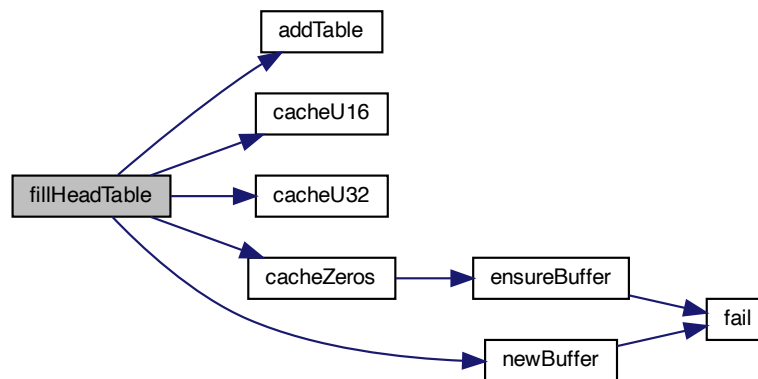 addTable
cacheU16
fillHeadTable
cacheU32
cacheZeros
ensureBuffer
fail
newBuffer